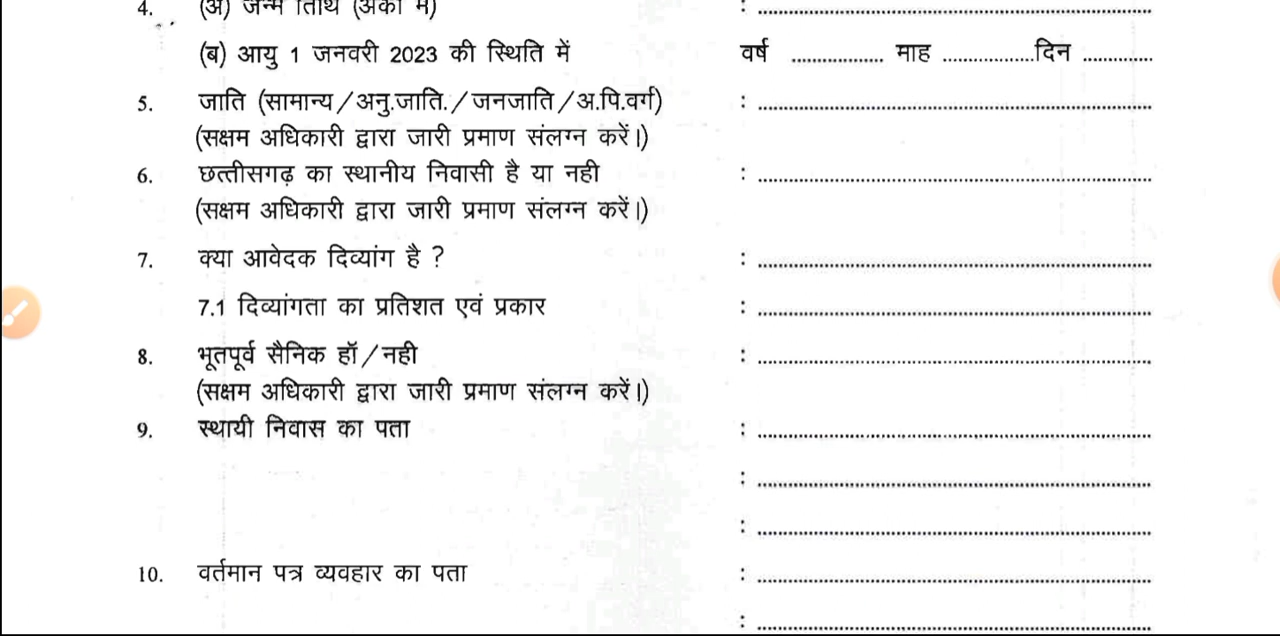 4. (अ) जन्म तिथि (अंकों में) : ..............................
(ब) आयु 1 जनवरी 2023 की स्थिति में वर्ष .................. माह ..................दिन ..............
5. जाति (सामान्य/अनु.जाति./जनजाति/अ.पि.वर्ग) : ..............................
(सक्षम अधिकारी द्वारा जारी प्रमाण संलग्न करें।)
6. छत्तीसगढ़ का स्थानीय निवासी है या नही : ..............................
(सक्षम अधिकारी द्वारा जारी प्रमाण संलग्न करें।)
7. क्या आवेदक दिव्यांग है ? : ..............................
7.1 दिव्यांगता का प्रतिशत एवं प्रकार : ..............................
8. भूतपूर्व सैनिक हॉ/नही : ..............................
(सक्षम अधिकारी द्वारा जारी प्रमाण संलग्न करें।)
9. स्थायी निवास का पता : ..............................
: ..............................
: ..............................
10. वर्तमान पत्र व्यवहार का पता : ..............................
: ..............................